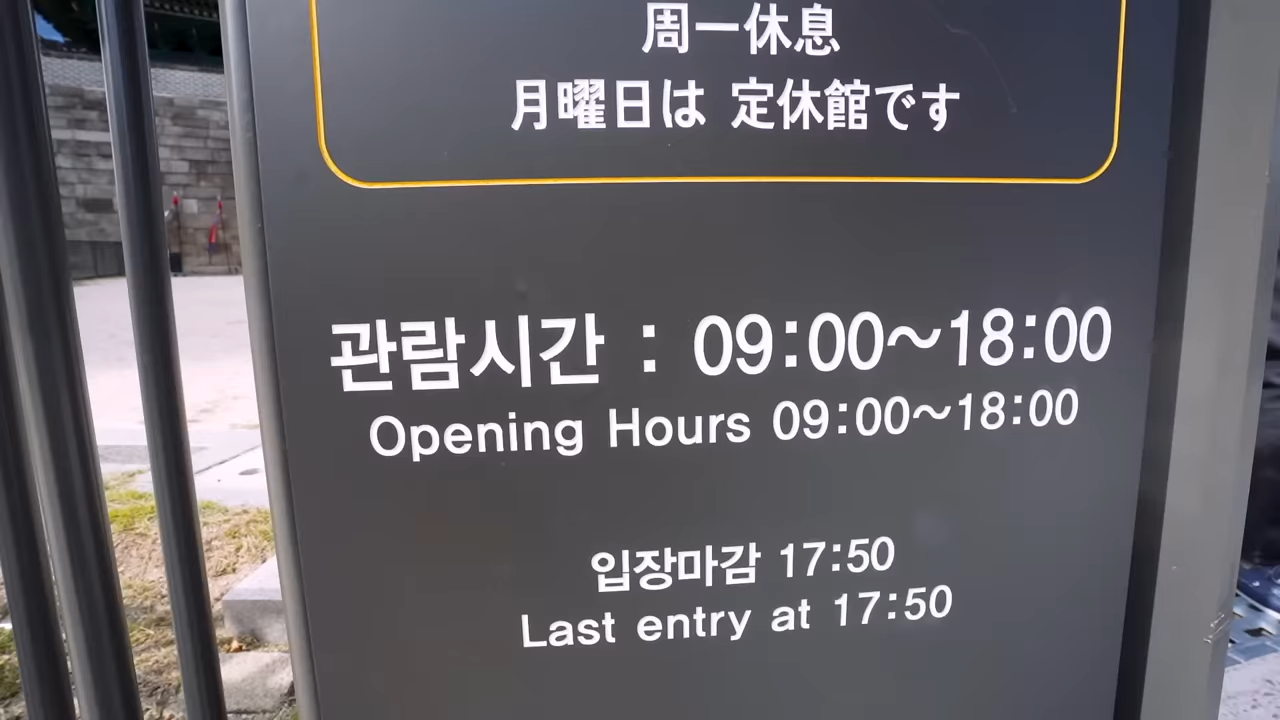 周一休息
月曜日は 定休館です
관람시간 : 09:00~18:00
Opening Hours 09:00~18:00
입장마감 17:50
Last entry at 17:50